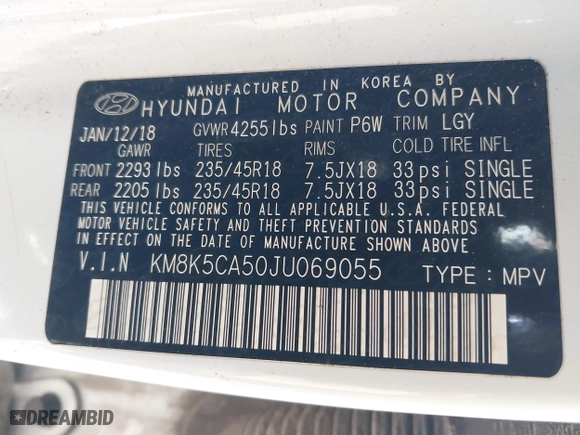 MANUFACTURED IN KOREA BY
HYUNDAI MOTOR COMPANY
JAN/12/18 GVWR 4255lbs PAINT P6W TRIM LGY
GAWR TIRES RIMS COLD TIRE INFL
FRONT 2293lbs 235/45R18 7.5JX18 33psi SINGLE
REAR 2205lbs 235/45R18 7.5JX18 33psi SINGLE
THIS VEHICLE CONFORMS TO ALL APPLICABLE U.S.A. FEDERAL
MOTOR VEHICLE SAFETY AND THEFT PREVENTION STANDARDS
IN EFFECT ON THE DATE OF MANUFACTURE SHOWN ABOVE.
V.I.N KM8K5CA50JU069055 TYPE : MPV
DREAMBID